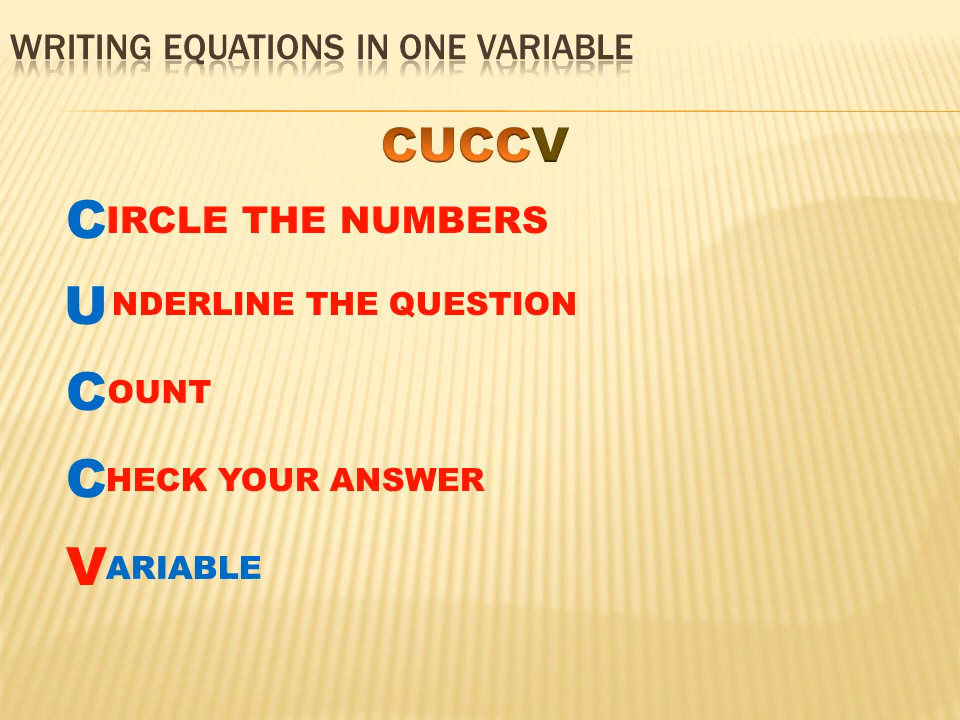 WRITING EQUATIONS IN ONE VARIABLE
CUCCV
CIRCLE THE NUMBERS
UNDERLINE THE QUESTION
COUNT
CHECK YOUR ANSWER
VARIABLE